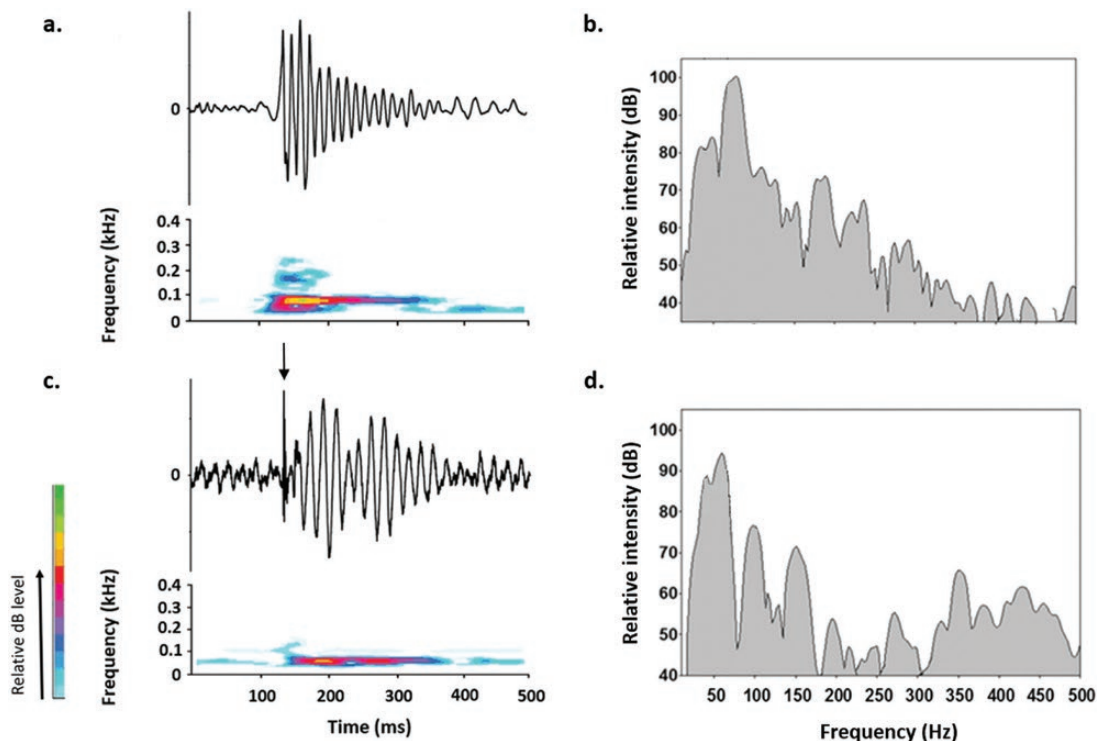 a.
0
Frequency (kHz)
0.4
0.3
0.2
0.1
0
b.
Relative intensity (dB)
100
90
80
70
60
50
40
c.
0
Relative dB level
Frequency (kHz)
0.4
0.3
0.2
0.1
0
100 200 300 400 500
Time (ms)
d.
Relative intensity (dB)
100
90
80
70
60
50
40
50 100 150 200 250 300 350 400 450 500
Frequency (Hz)